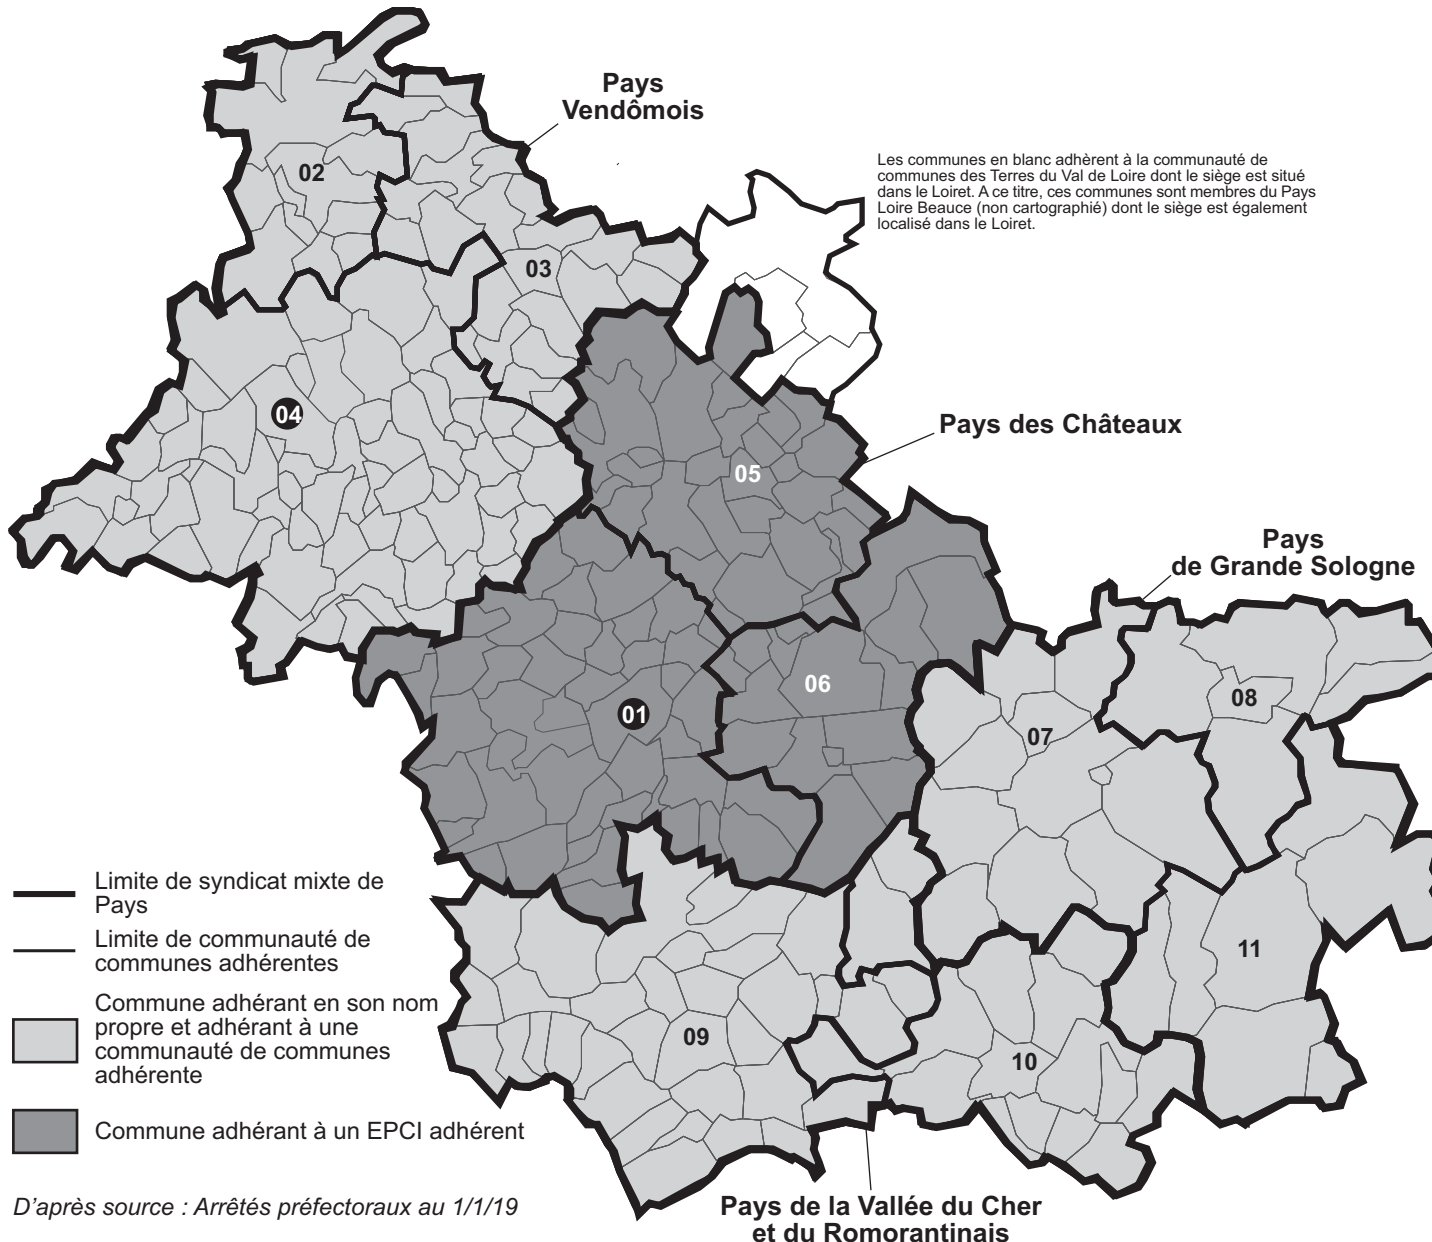 Pays
Vendômois
Les communes en blanc adhèrent à la communauté de
communes des Terres du Val de Loire dont le siège est situé
dans le Loiret. A ce titre, ces communes sont membres du Pays
Loire Beauce (non cartographié) dont le siège est également
localisé dans le Loiret.
02
03
04
Pays des Châteaux
05
Pays
de Grande Sologne
06
08
01
07
Limite de syndicat mixte de
Pays
Limite de communauté de
communes adhérentes
11
Commune adhérant en son nom
propre et adhérant à une
communauté de communes
adhérente
09
10
Commune adhérant à un EPCI adhérent
D'après source : Arrêtés préfectoraux au 1/1/19
Pays de la Vallée du Cher
et du Romorantinais